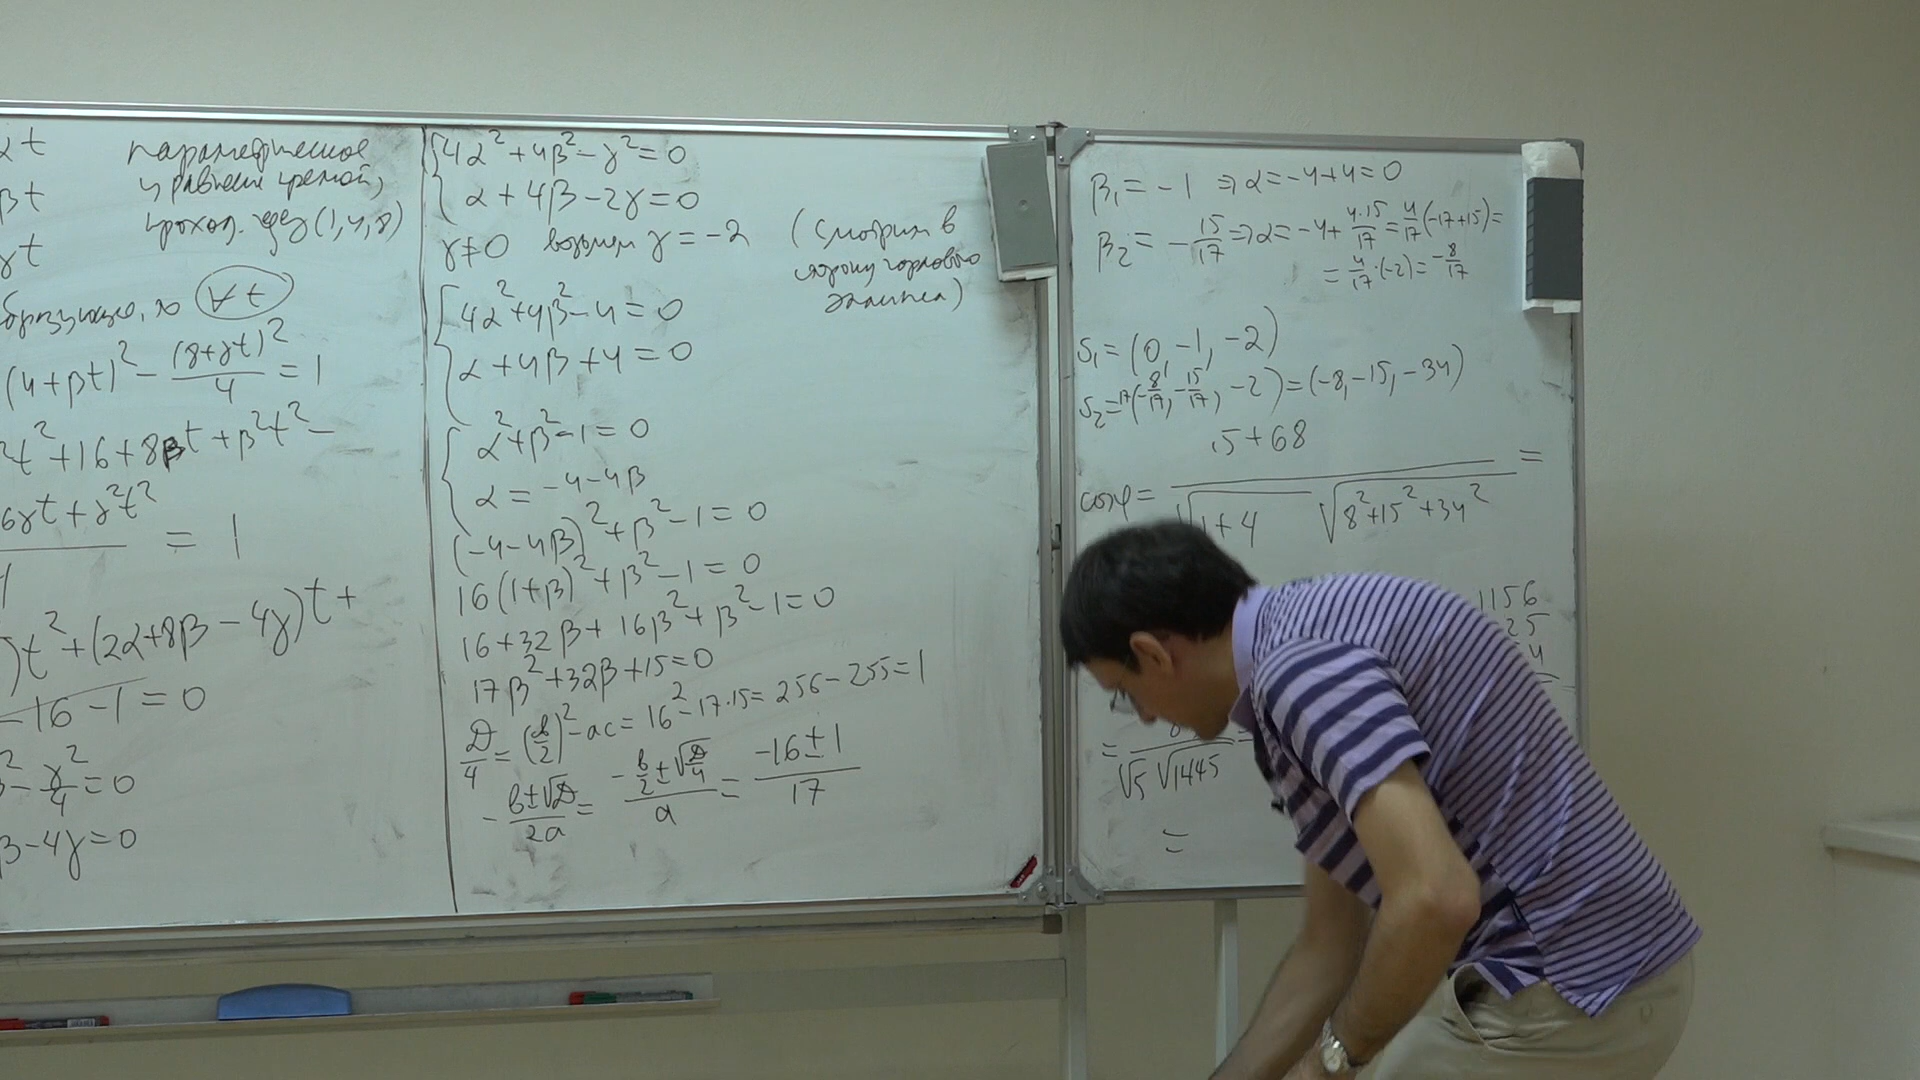 αt
βt
γt
параметрическое
уравнение прямой,
проход. через (1,4,8)
образующую, то ∀t
(4+βt)² - (8+γt)²/4 = 1
t²+16+8βt+β²t² -
6γt+γ²t²
= 1
)t²+(2α+8β-4γ)t+
-16-1=0
² - γ²/4 = 0
β-4γ=0
{4α²+4β²-γ²=0
α+4β-2γ=0
γ≠0 возьмем γ=-2 (смотрим в
сторону горлового
эллипса)
{4α²+4β²-4=0
α+4β+4=0
{α²+β²-1=0
α=-4-4β
(-4-4β)²+β²-1=0
16(1+β)²+β²-1=0
16+32β+16β²+β²-1=0
17β²+32β+15=0
D/4=(b/2)²-ac=16²-17·15=256-255=1
-b±√D/2a = -b/2±√D/4/a = -16±1/17
β₁=-1 ⇒α=-4+4=0
β₂=-15/17⇒α=-4+4·15/17=4/17(-17+15)=
=4/17·(-2)=-8/17
S₁=(0,-1,-2)
S₂=17(-8/17,-15/17,-2)=(-8,-15,-34)
15+68
cosφ= =
√1+4 √8²+15²+34²
1156
25
4
=
√5 √1445
=